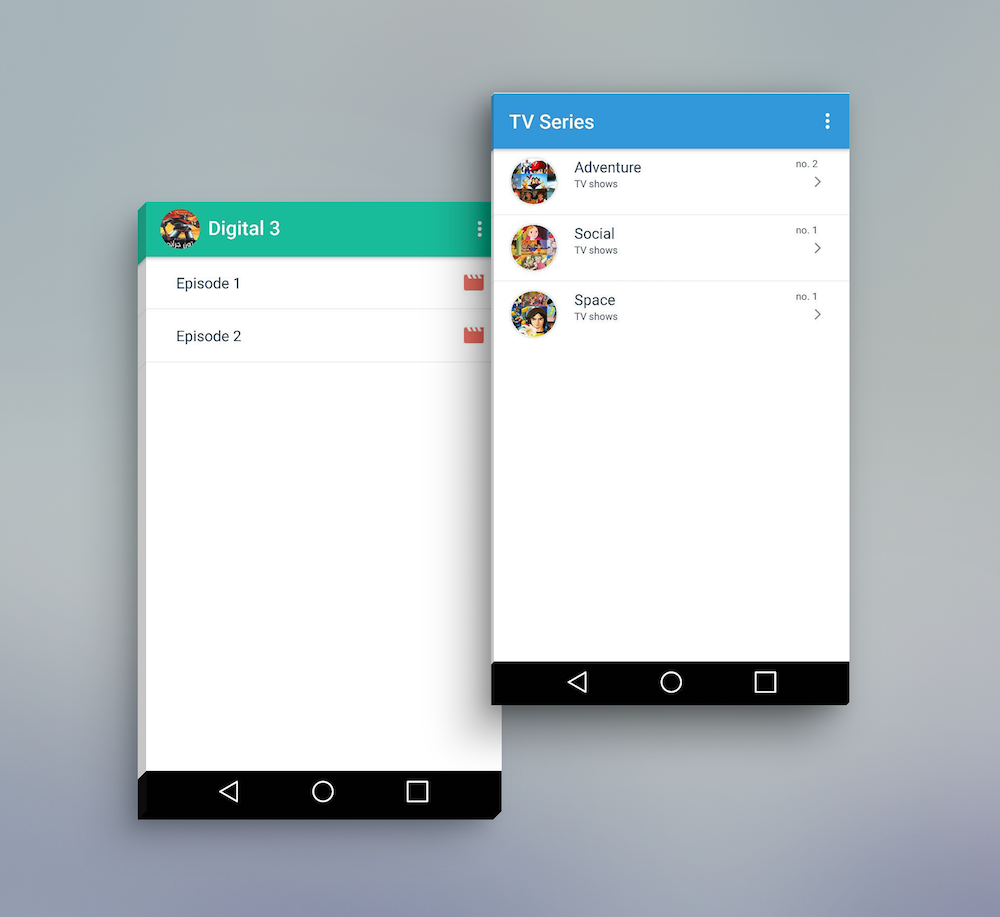 TV Series
Adventure
TV shows
no. 2
Social
TV shows
no. 1
Space
TV shows
no. 1
Digital 3
Episode 1
Episode 2